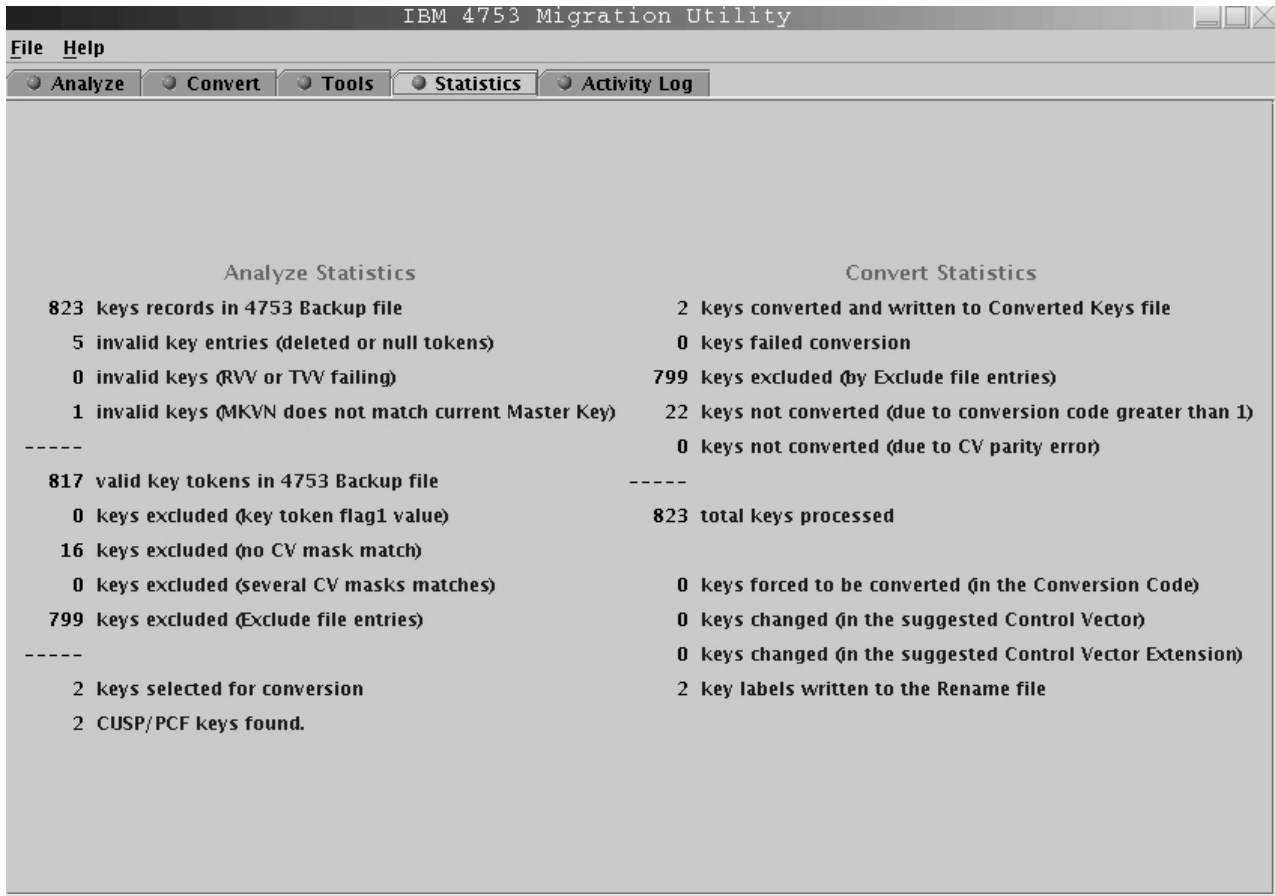 IBM 4753 Migration Utility
File Help
Analyze Convert Tools Statistics Activity Log
Analyze Statistics
823 keys records in 4753 Backup file
5 invalid key entries (deleted or null tokens)
0 invalid keys (RVV or TVV failing)
1 invalid keys (MKVN does not match current Master Key)
-----
817 valid key tokens in 4753 Backup file
0 keys excluded (key token flag1 value)
16 keys excluded (no CV mask match)
0 keys excluded (several CV masks matches)
799 keys excluded (Exclude file entries)
-----
2 keys selected for conversion
2 CUSP/PCF keys found.
Convert Statistics
2 keys converted and written to Converted Keys file
0 keys failed conversion
799 keys excluded (by Exclude file entries)
22 keys not converted (due to conversion code greater than 1)
0 keys not converted (due to CV parity error)
-----
823 total keys processed
0 keys forced to be converted (in the Conversion Code)
0 keys changed (in the suggested Control Vector)
0 keys changed (in the suggested Control Vector Extension)
2 key labels written to the Rename file